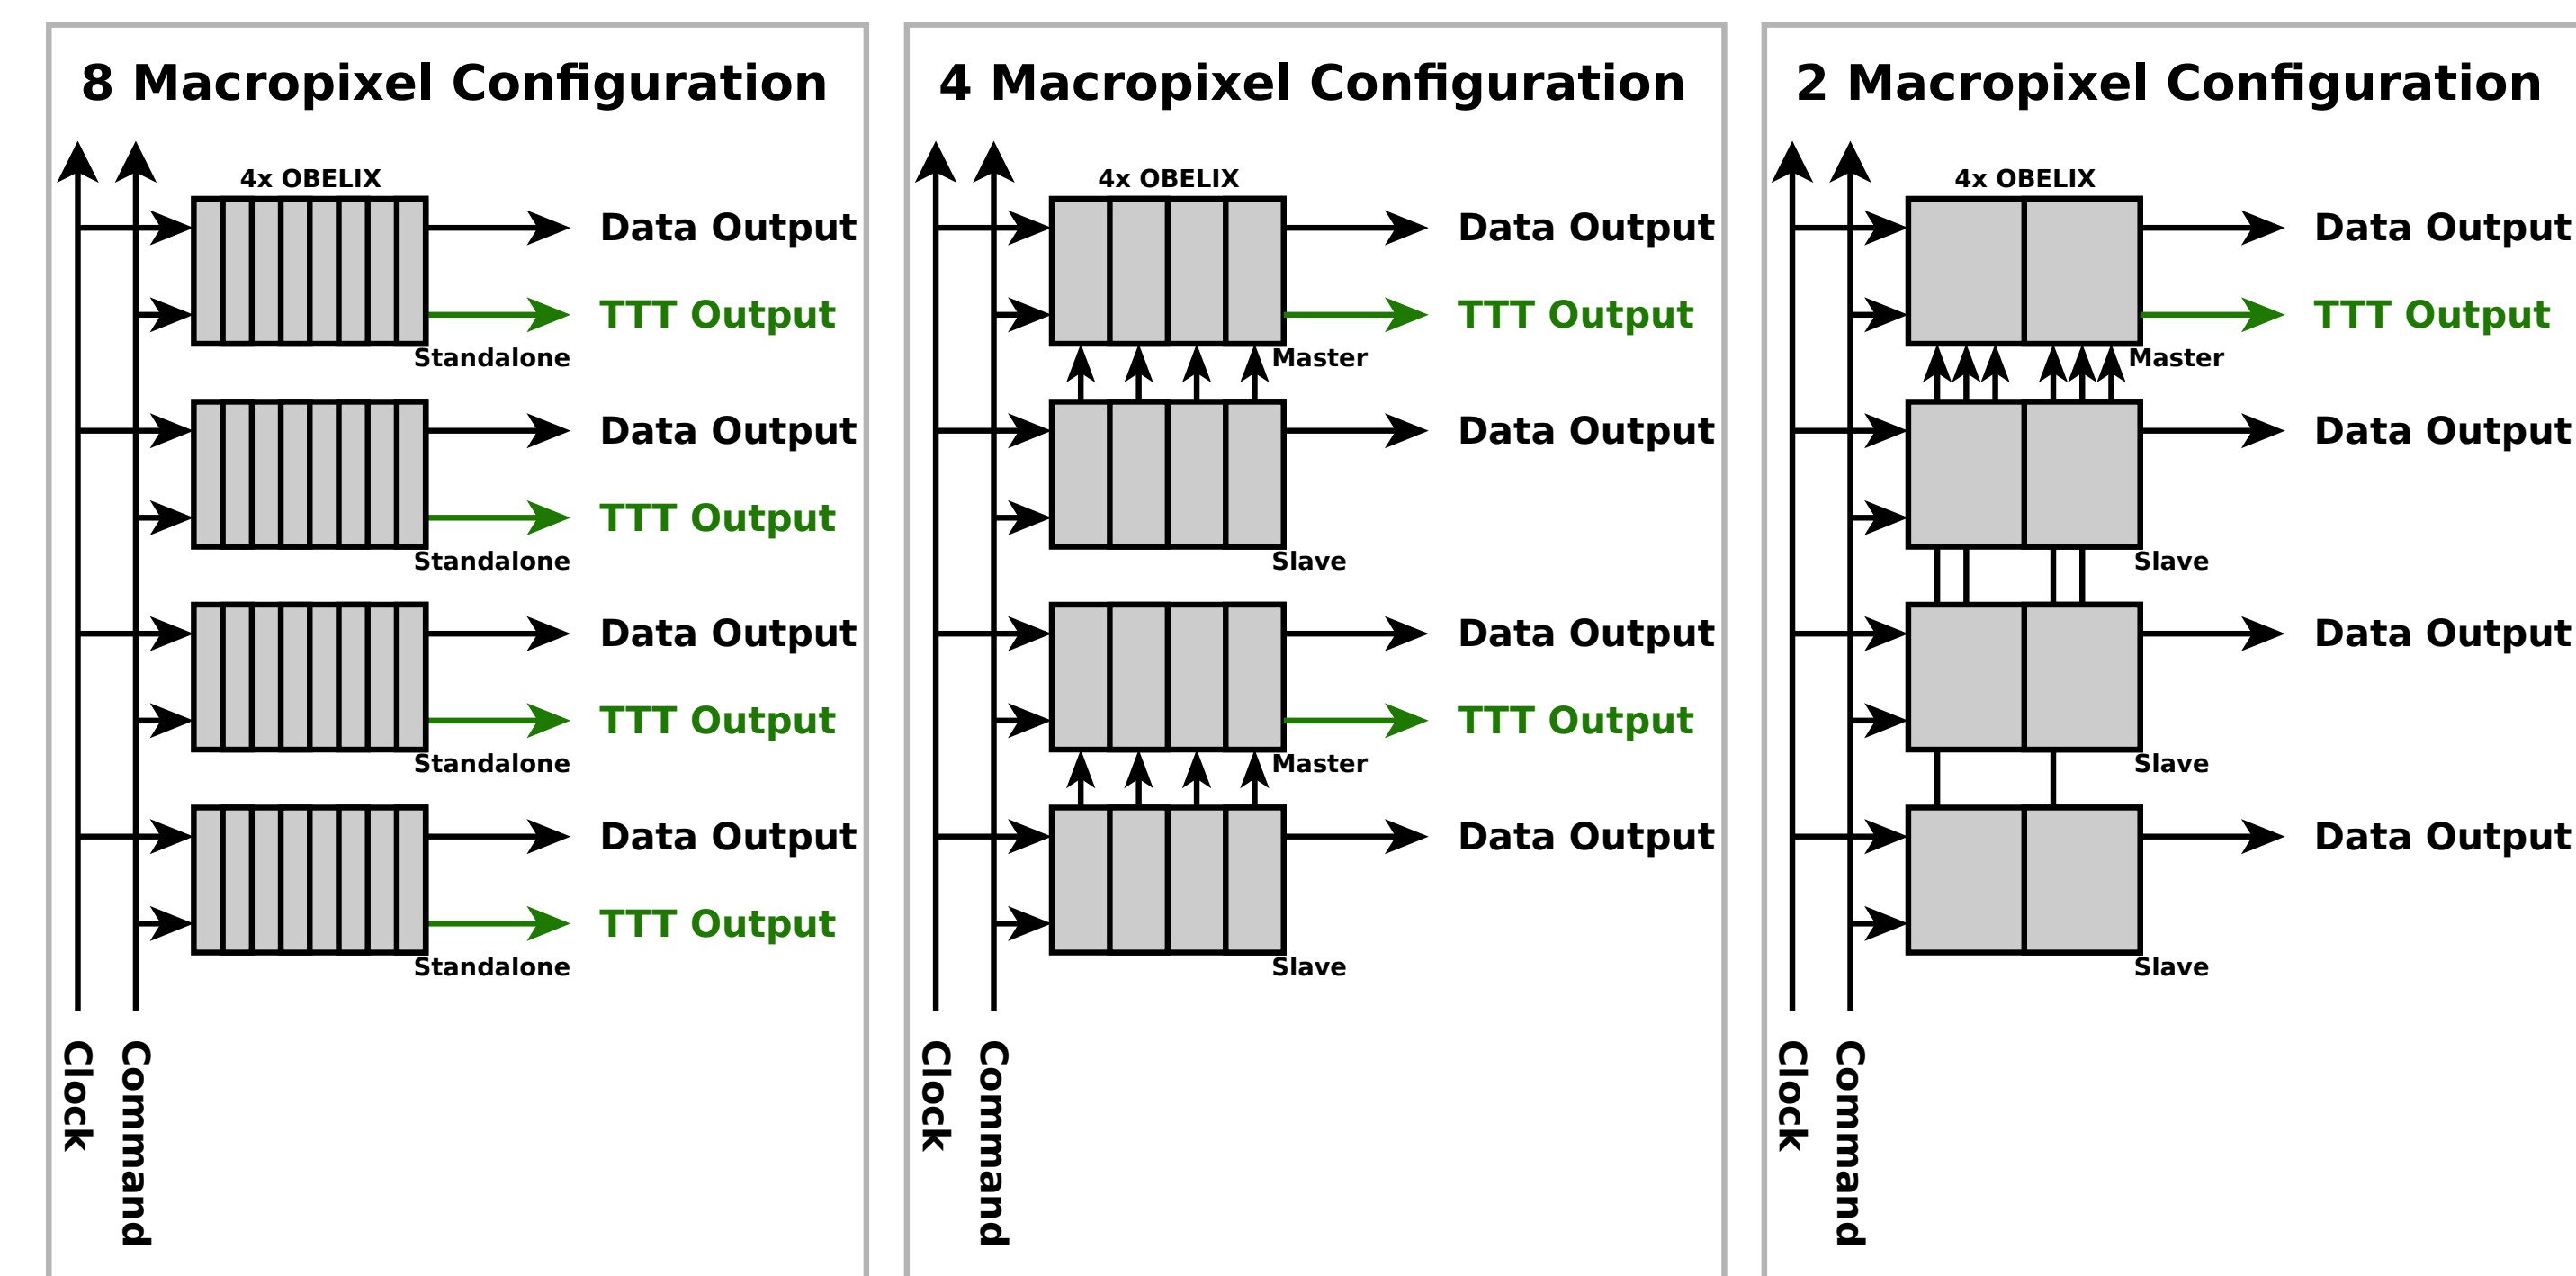 8 Macropixel Configuration
4x OBELIX
Data Output
TTT Output
Standalone
Data Output
TTT Output
Standalone
Data Output
TTT Output
Standalone
Data Output
TTT Output
Standalone
Clock
Command
4 Macropixel Configuration
4x OBELIX
Data Output
TTT Output
Master
Data Output
Slave
Data Output
TTT Output
Master
Data Output
Slave
Clock
Command
2 Macropixel Configuration
4x OBELIX
Data Output
TTT Output
Master
Data Output
Slave
Data Output
Slave
Data Output
Slave
Clock
Command